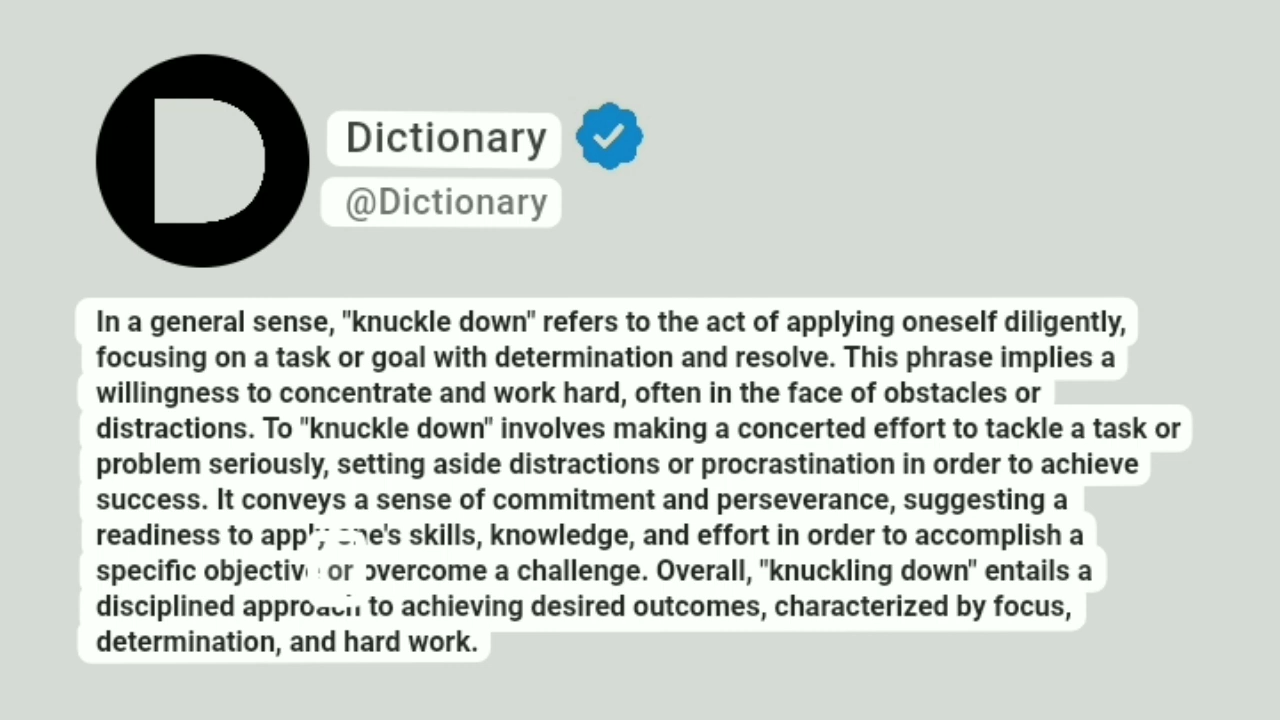 D
Dictionary
@Dictionary
In a general sense, "knuckle down" refers to the act of applying oneself diligently,
focusing on a task or goal with determination and resolve. This phrase implies a
willingness to concentrate and work hard, often in the face of obstacles or
distractions. To "knuckle down" involves making a concerted effort to tackle a task or
problem seriously, setting aside distractions or procrastination in order to achieve
success. It conveys a sense of commitment and perseverance, suggesting a
readiness to apply one's skills, knowledge, and effort in order to accomplish a
specific objective or overcome a challenge. Overall, "knuckling down" entails a
disciplined approach to achieving desired outcomes, characterized by focus,
determination, and hard work.